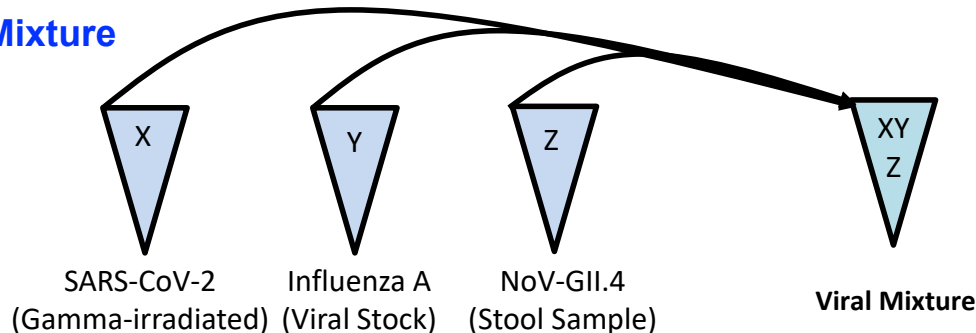 Mixture
X
Y
Z
XY
Z
SARS-CoV-2
(Gamma-irradiated)
Influenza A
(Viral Stock)
NoV-GII.4
(Stool Sample)
Viral Mixture